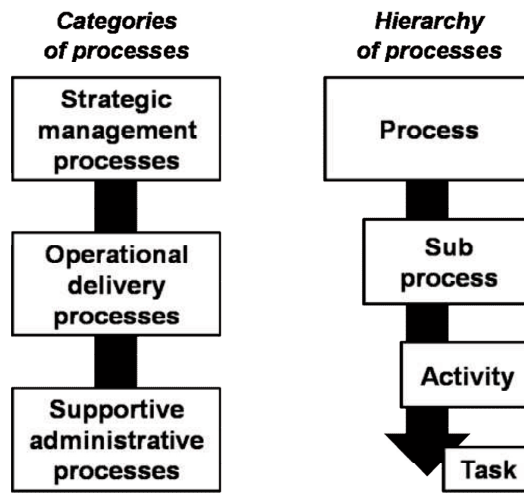 Categories
of processes
Strategic
management
processes
Operational
delivery
processes
Supportive
administrative
processes
Hierarchy
of processes
Process
Sub
process
Activity
Task